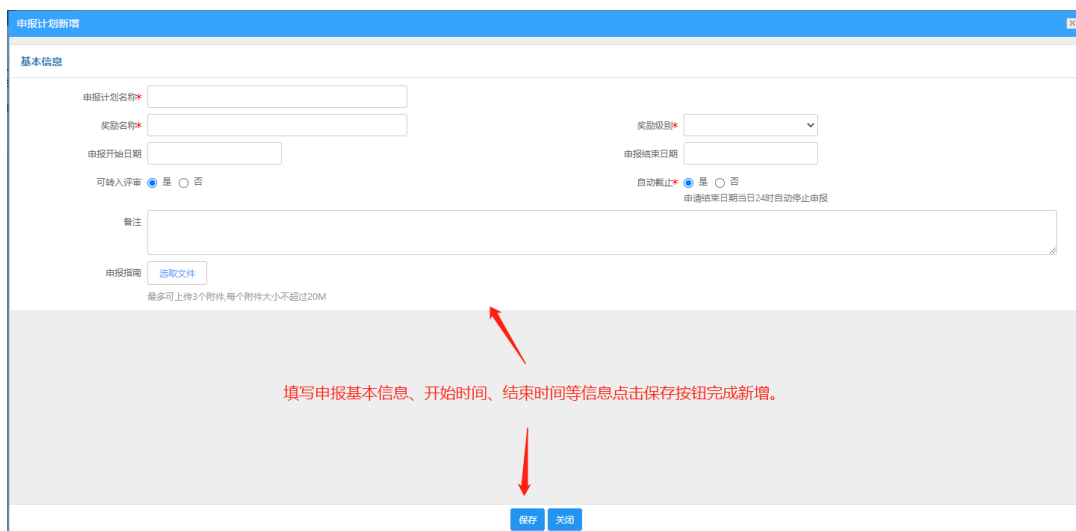 申报计划新增
基本信息
申报计划名称*
奖励名称* 奖励级别*
申报开始日期 申报结束日期
可转入评审 是 否 自动截止* 是 否
申请结束日期当日24时自动停止申报
备注
申报指南 选取文件
最多可上传3个附件,每个附件大小不超过20M
填写申报基本信息、开始时间、结束时间等信息点击保存按钮完成新增。
保存 关闭